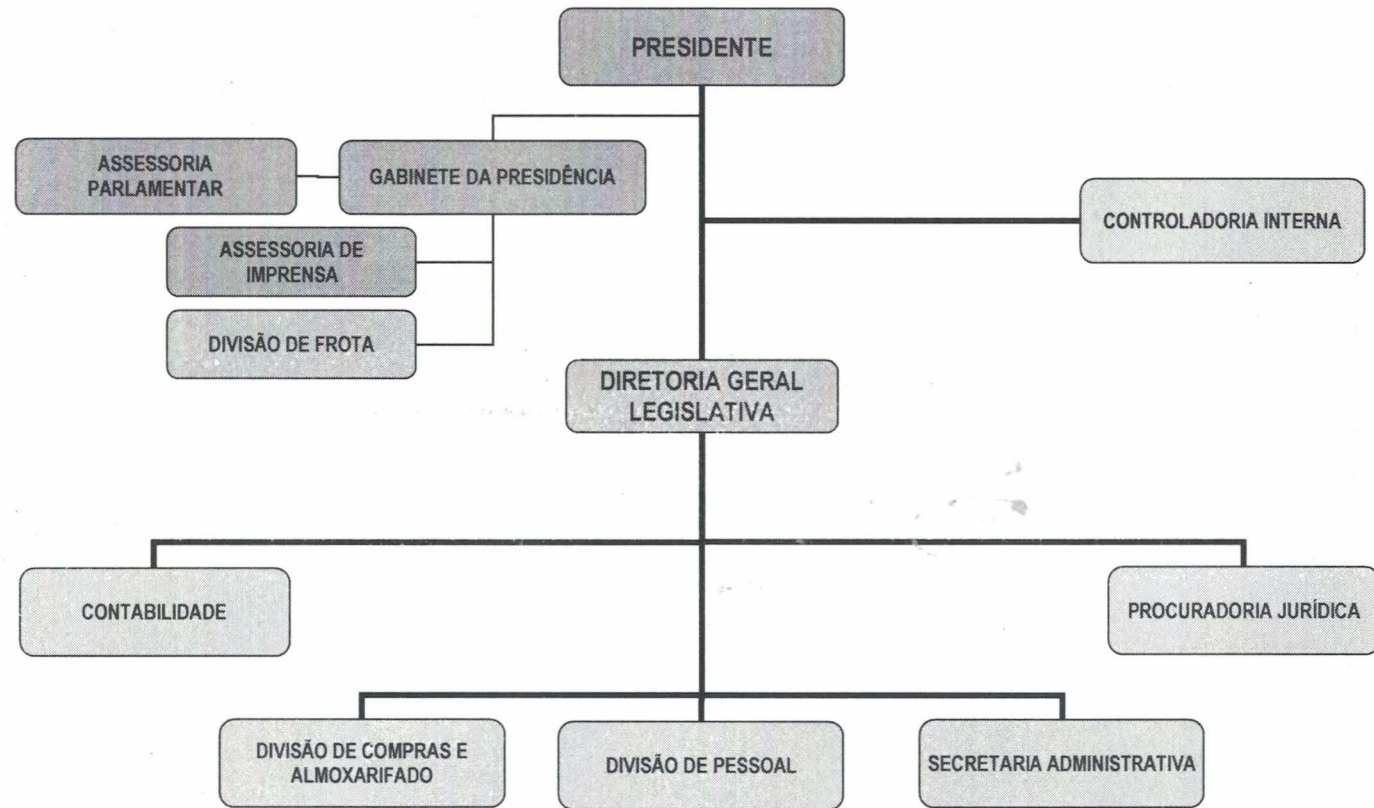 PRESIDENTE
ASSESSORIA
PARLAMENTAR
GABINETE DA PRESIDÊNCIA
CONTROLADORIA INTERNA
ASSESSORIA DE
IMPRENSA
DIVISÃO DE FROTA
DIRETORIA GERAL
LEGISLATIVA
CONTABILIDADE
PROCURADORIA JURÍDICA
DIVISÃO DE COMPRAS E
ALMOXARIFADO
DIVISÃO DE PESSOAL
SECRETARIA ADMINISTRATIVA